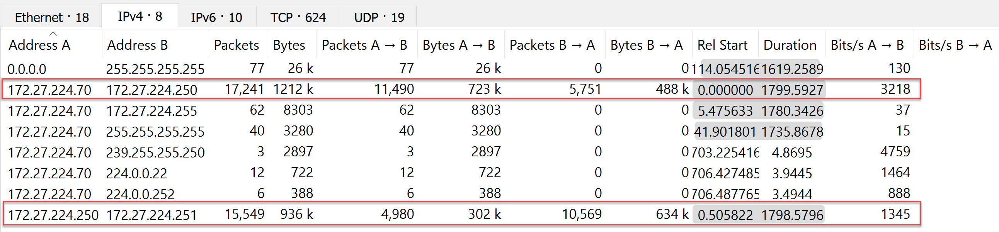 Ethernet · 18 IPv4 · 8 IPv6 · 10 TCP · 624 UDP · 19
Address A Address B Packets Bytes Packets A → B Bytes A → B Packets B → A Bytes B → A Rel Start Duration Bits/s A → B Bits/s B → A
0.0.0.0 255.255.255.255 77 26 k 77 26 k 0 0 114.054516 1619.2589 130
172.27.224.70 172.27.224.250 17,241 1212 k 11,490 723 k 5,751 488 k 0.000000 1799.5927 3218
172.27.224.70 172.27.224.255 62 8303 62 8303 0 0 5.475633 1780.3426 37
172.27.224.70 255.255.255.255 40 3280 40 3280 0 0 41.901801 1735.8678 15
172.27.224.70 239.255.255.250 3 2897 3 2897 0 0 703.225416 4.8695 4759
172.27.224.70 224.0.0.22 12 722 12 722 0 0 706.427485 3.9445 1464
172.27.224.70 224.0.0.252 6 388 6 388 0 0 706.487765 3.4944 888
172.27.224.250 172.27.224.251 15,549 936 k 4,980 302 k 10,569 634 k 0.505822 1798.5796 1345